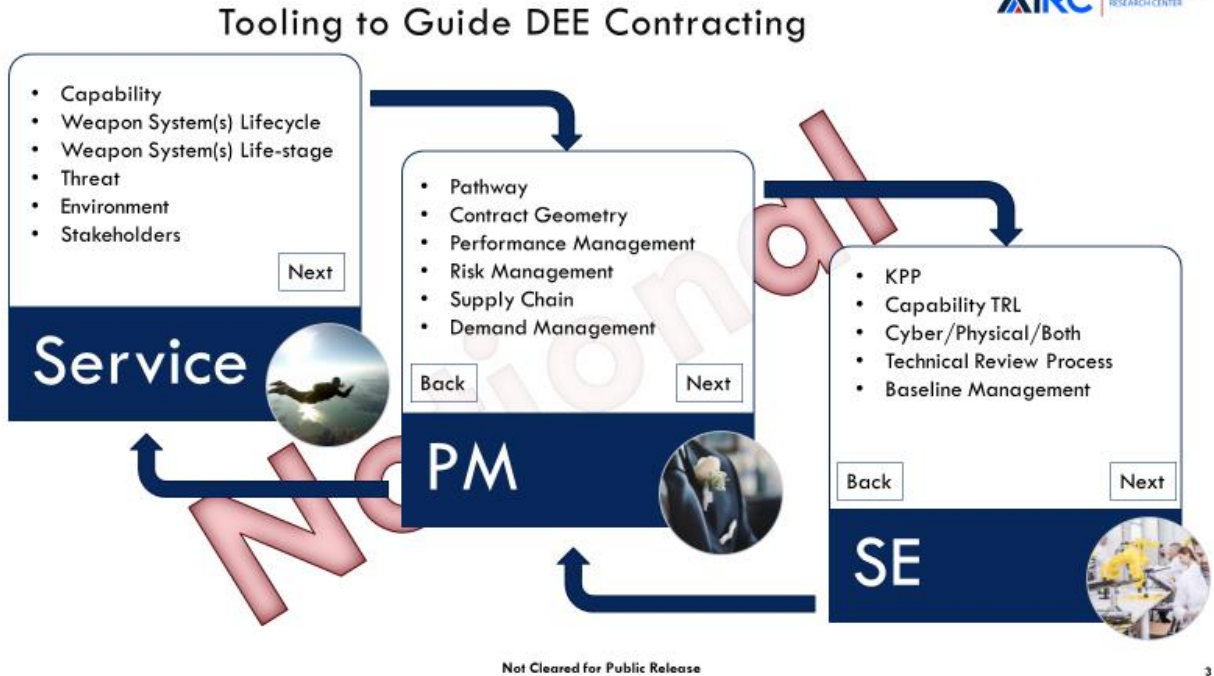 Tooling to Guide DEE Contracting
AIRC
RESEARCH CENTER
• Capability
• Weapon System(s) Lifecycle
• Weapon System(s) Life-stage
• Threat
• Environment
• Stakeholders
Next
Service
• Pathway
• Contract Geometry
• Performance Management
• Risk Management
• Supply Chain
• Demand Management
Back
Next
PM
• KPP
• Capability TRL
• Cyber/Physical/Both
• Technical Review Process
• Baseline Management
Back
Next
SE
Notional
Not Cleared for Public Release
3